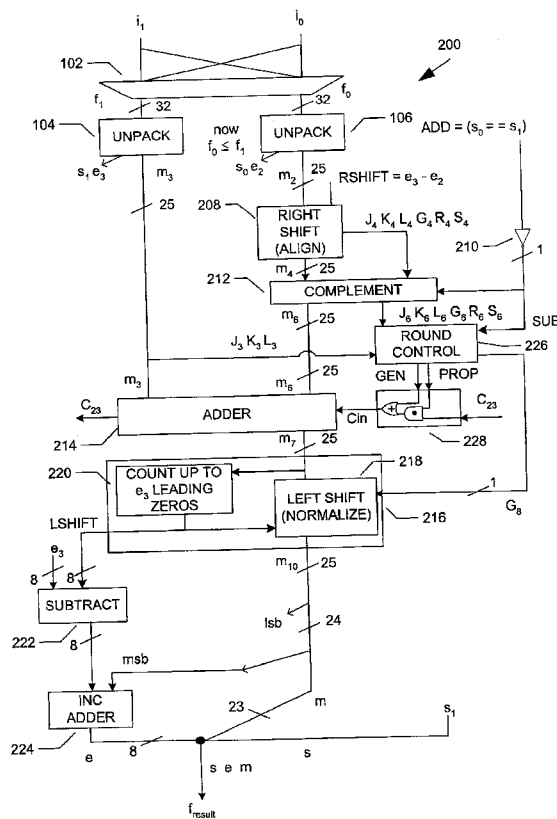 i₁ i₀
200
102
f₁ f₀
32 32
104 UNPACK
now f₀ ≤ f₁
UNPACK 106
ADD = (s₀ == s₁)
s₁ e₃ m₃
s₀ e₂
m₂ 25
RSHIFT = e₃ – e₂
25
208 RIGHT SHIFT (ALIGN)
J₄ K₄ L₄ G₄ R₄ S₄
210
1
m₄ 25
212
COMPLEMENT
m₆ 25
J₆ K₆ L₆ G₆ R₆ S₆
SUB
J₃ K₃ L₃
ROUND CONTROL
226
25
m₃ m₆
GEN PROP
C₂₃
ADDER
Cin
C₂₃
214
m₇ 25
228
220
218
COUNT UP TO e₃ LEADING ZEROS
LEFT SHIFT (NORMALIZE)
1
G₈
216
LSHIFT
e₃
8 8
m₁₀ 25
SUBTRACT
222
8
lsb
24
msb
INC ADDER
224
23
m
s₁
e 8 s
s e m
f_result